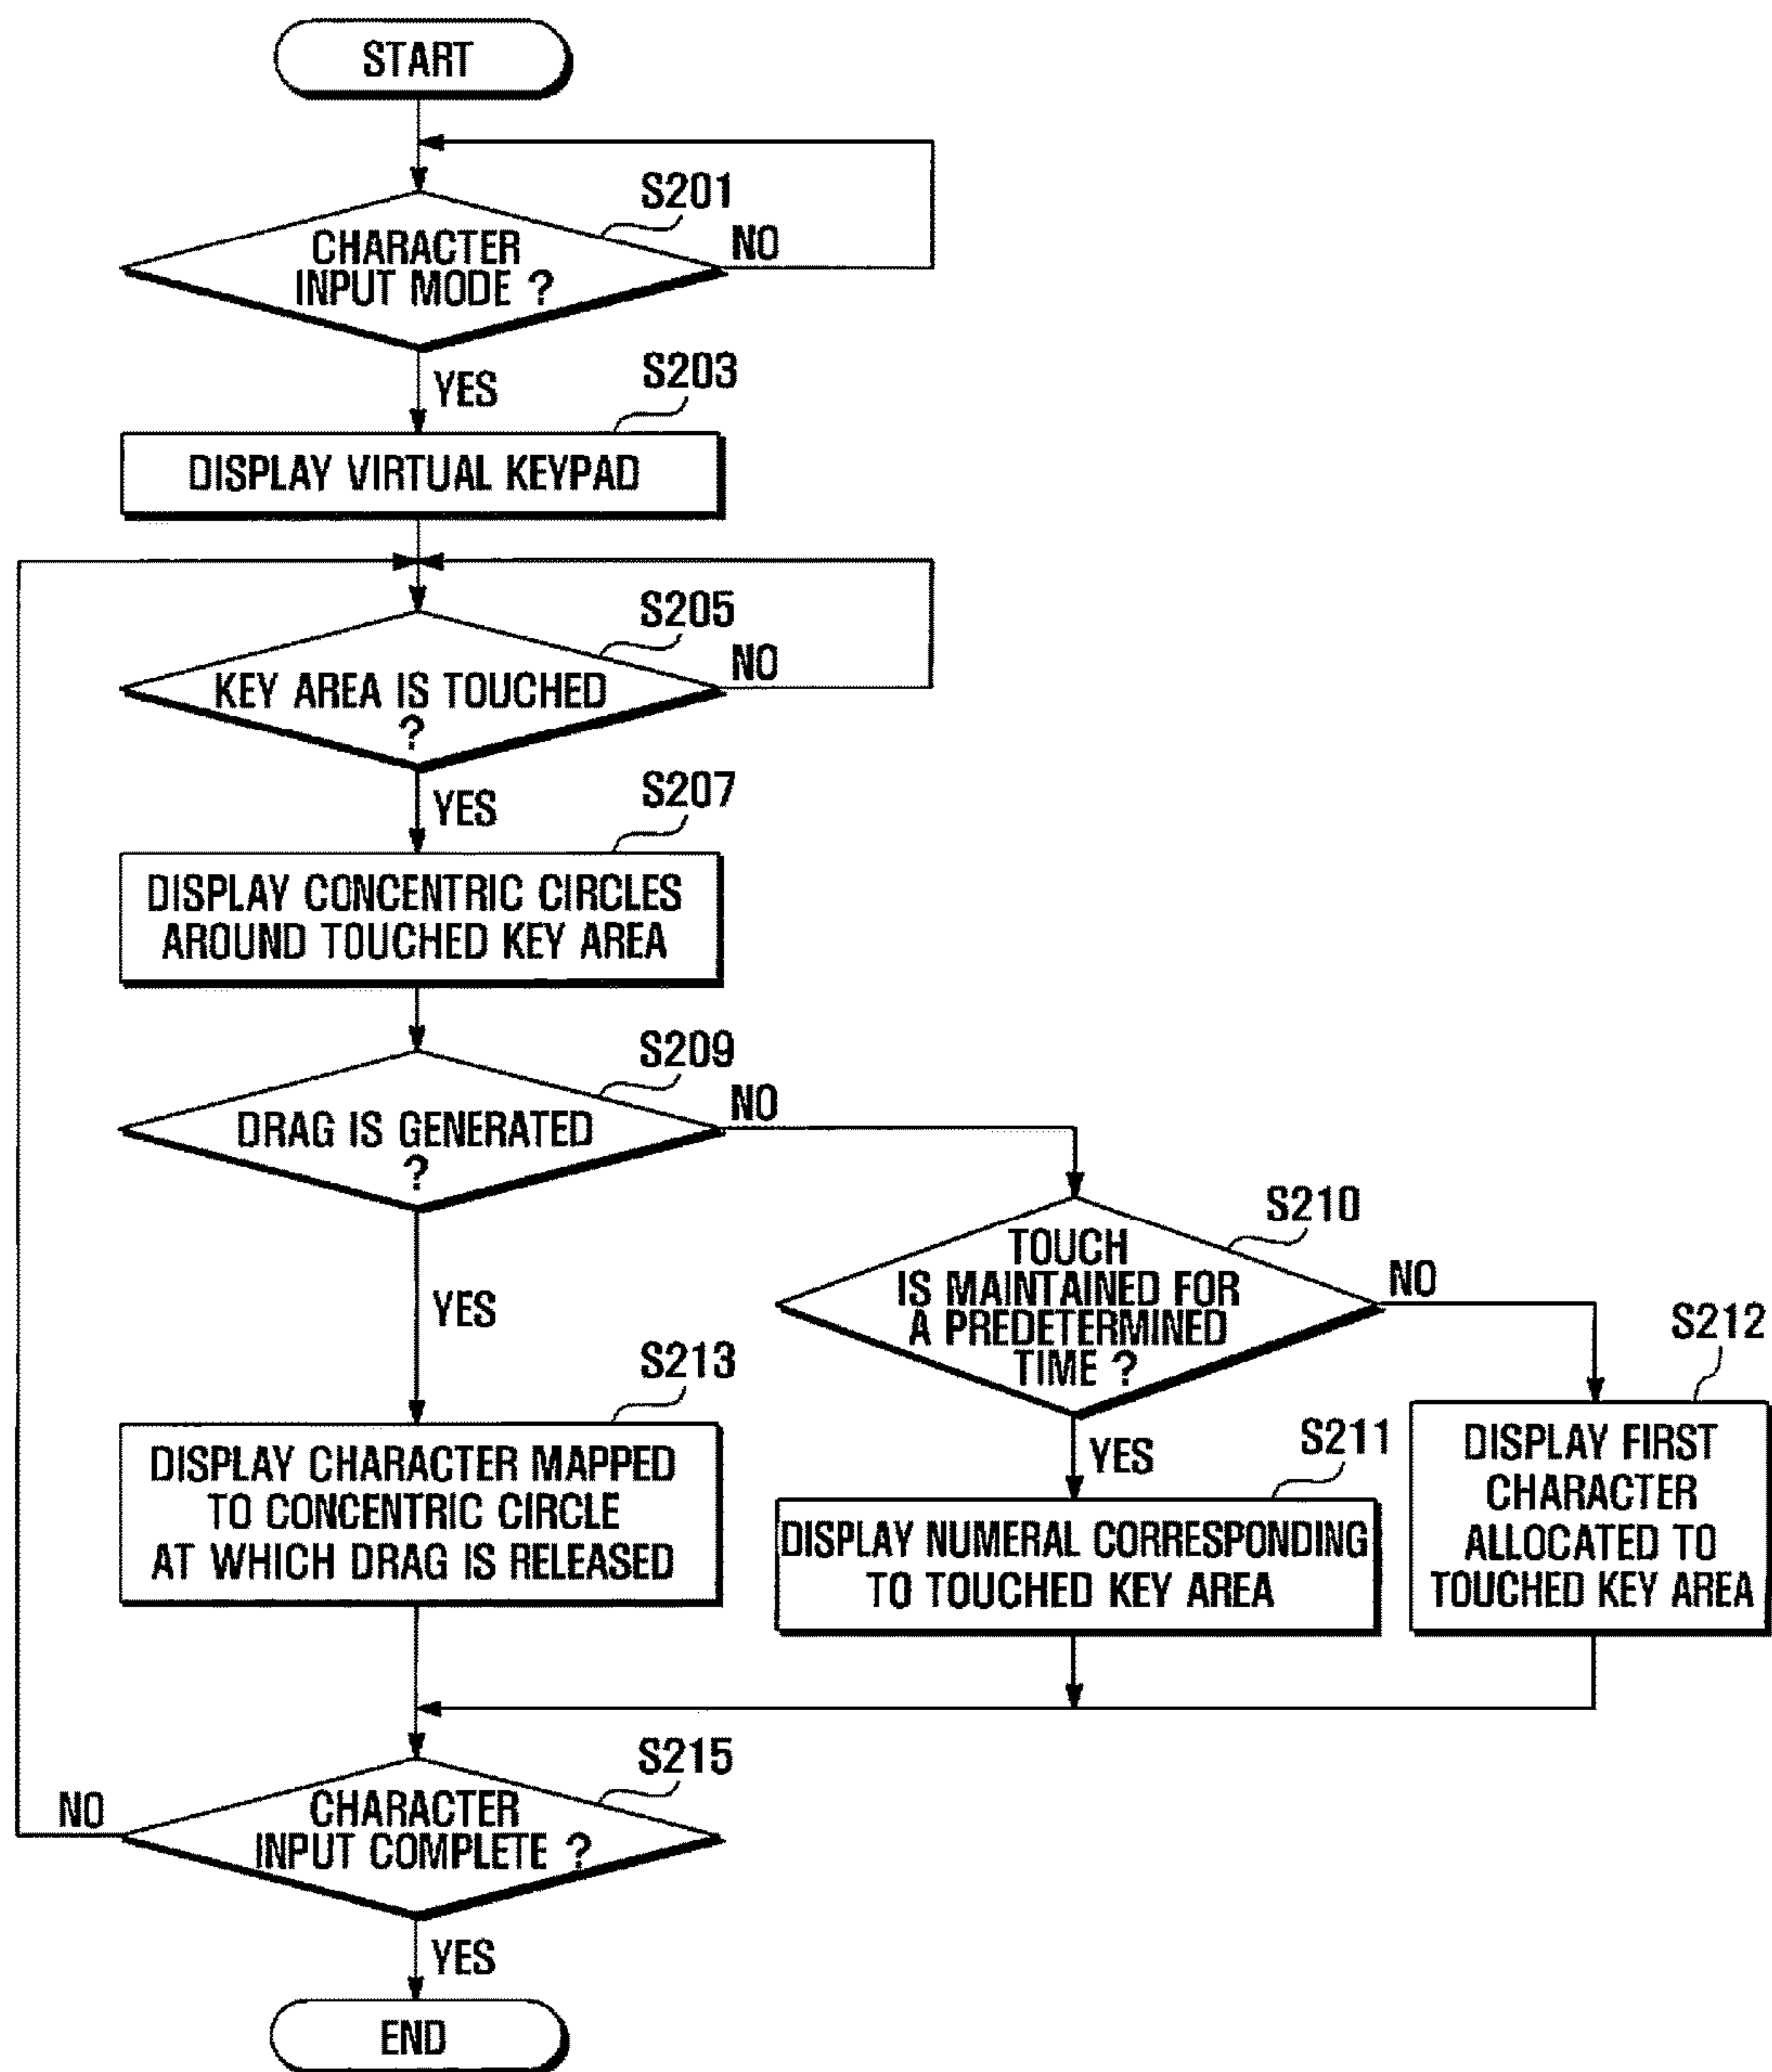 START
S201
CHARACTER
INPUT MODE ?
NO
YES
S203
DISPLAY VIRTUAL KEYPAD
S205
KEY AREA IS TOUCHED
?
NO
YES
S207
DISPLAY CONCENTRIC CIRCLES
AROUND TOUCHED KEY AREA
S209
DRAG IS GENERATED
?
NO
YES
S210
TOUCH
IS MAINTAINED FOR
A PREDETERMINED
TIME ?
NO
YES
S212
DISPLAY FIRST
CHARACTER
ALLOCATED TO
TOUCHED KEY AREA
S211
DISPLAY NUMERAL CORRESPONDING
TO TOUCHED KEY AREA
S213
DISPLAY CHARACTER MAPPED
TO CONCENTRIC CIRCLE
AT WHICH DRAG IS RELEASED
S215
CHARACTER
INPUT COMPLETE ?
NO
YES
END